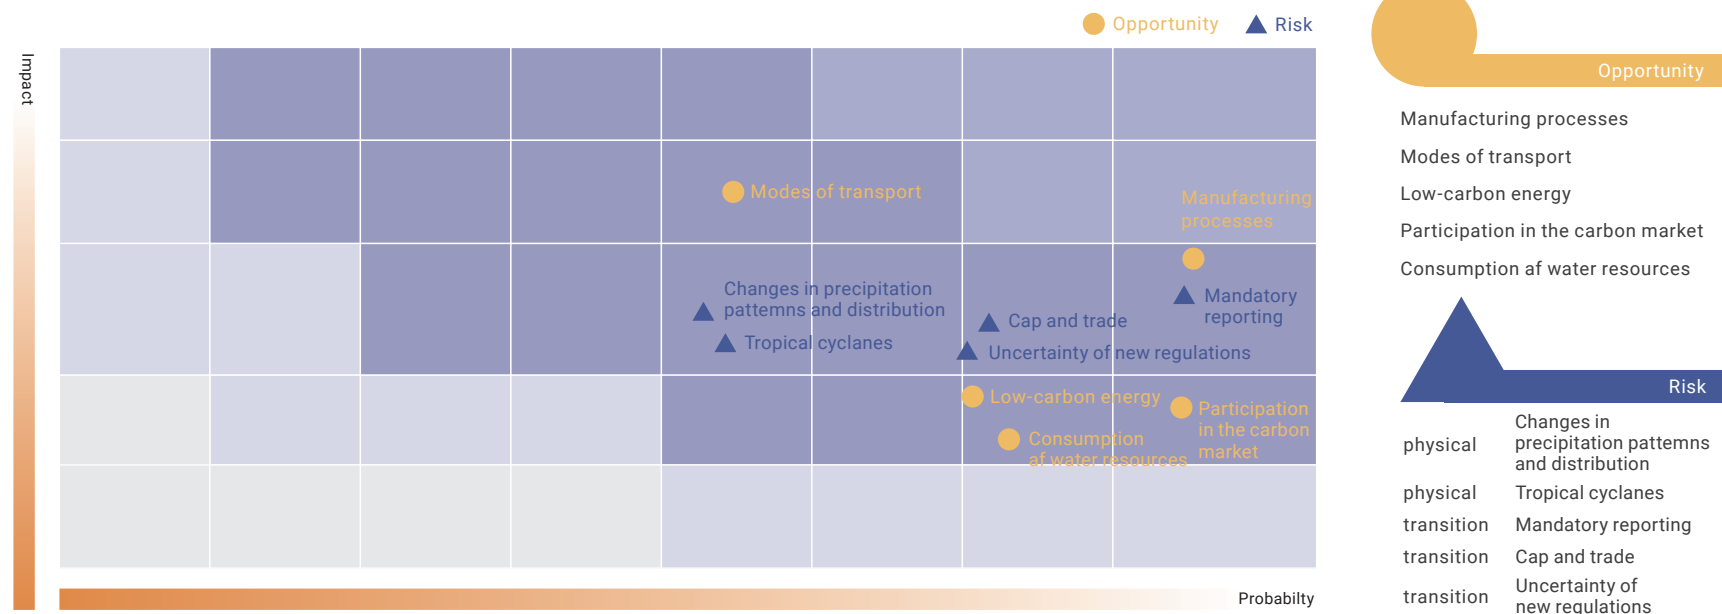 Opportunity
Risk
Impact
Modes of transport
Manufacturing
processes
Changes in precipitation
pattemns and distribution
Tropical cyclanes
Cap and trade
Uncertainty of new regulations
Mandatory
reporting
Low-carbon energy
Consumption
af water resources
Participation
in the carbon
market
Probabilty
Opportunity
Manufacturing processes
Modes of transport
Low-carbon energy
Participation in the carbon market
Consumption af water resources
Risk
physical
Changes in
precipitation pattemns
and distribution
physical Tropical cyclanes
transition Mandatory reporting
transition Cap and trade
transition
Uncertainty of
new regulations